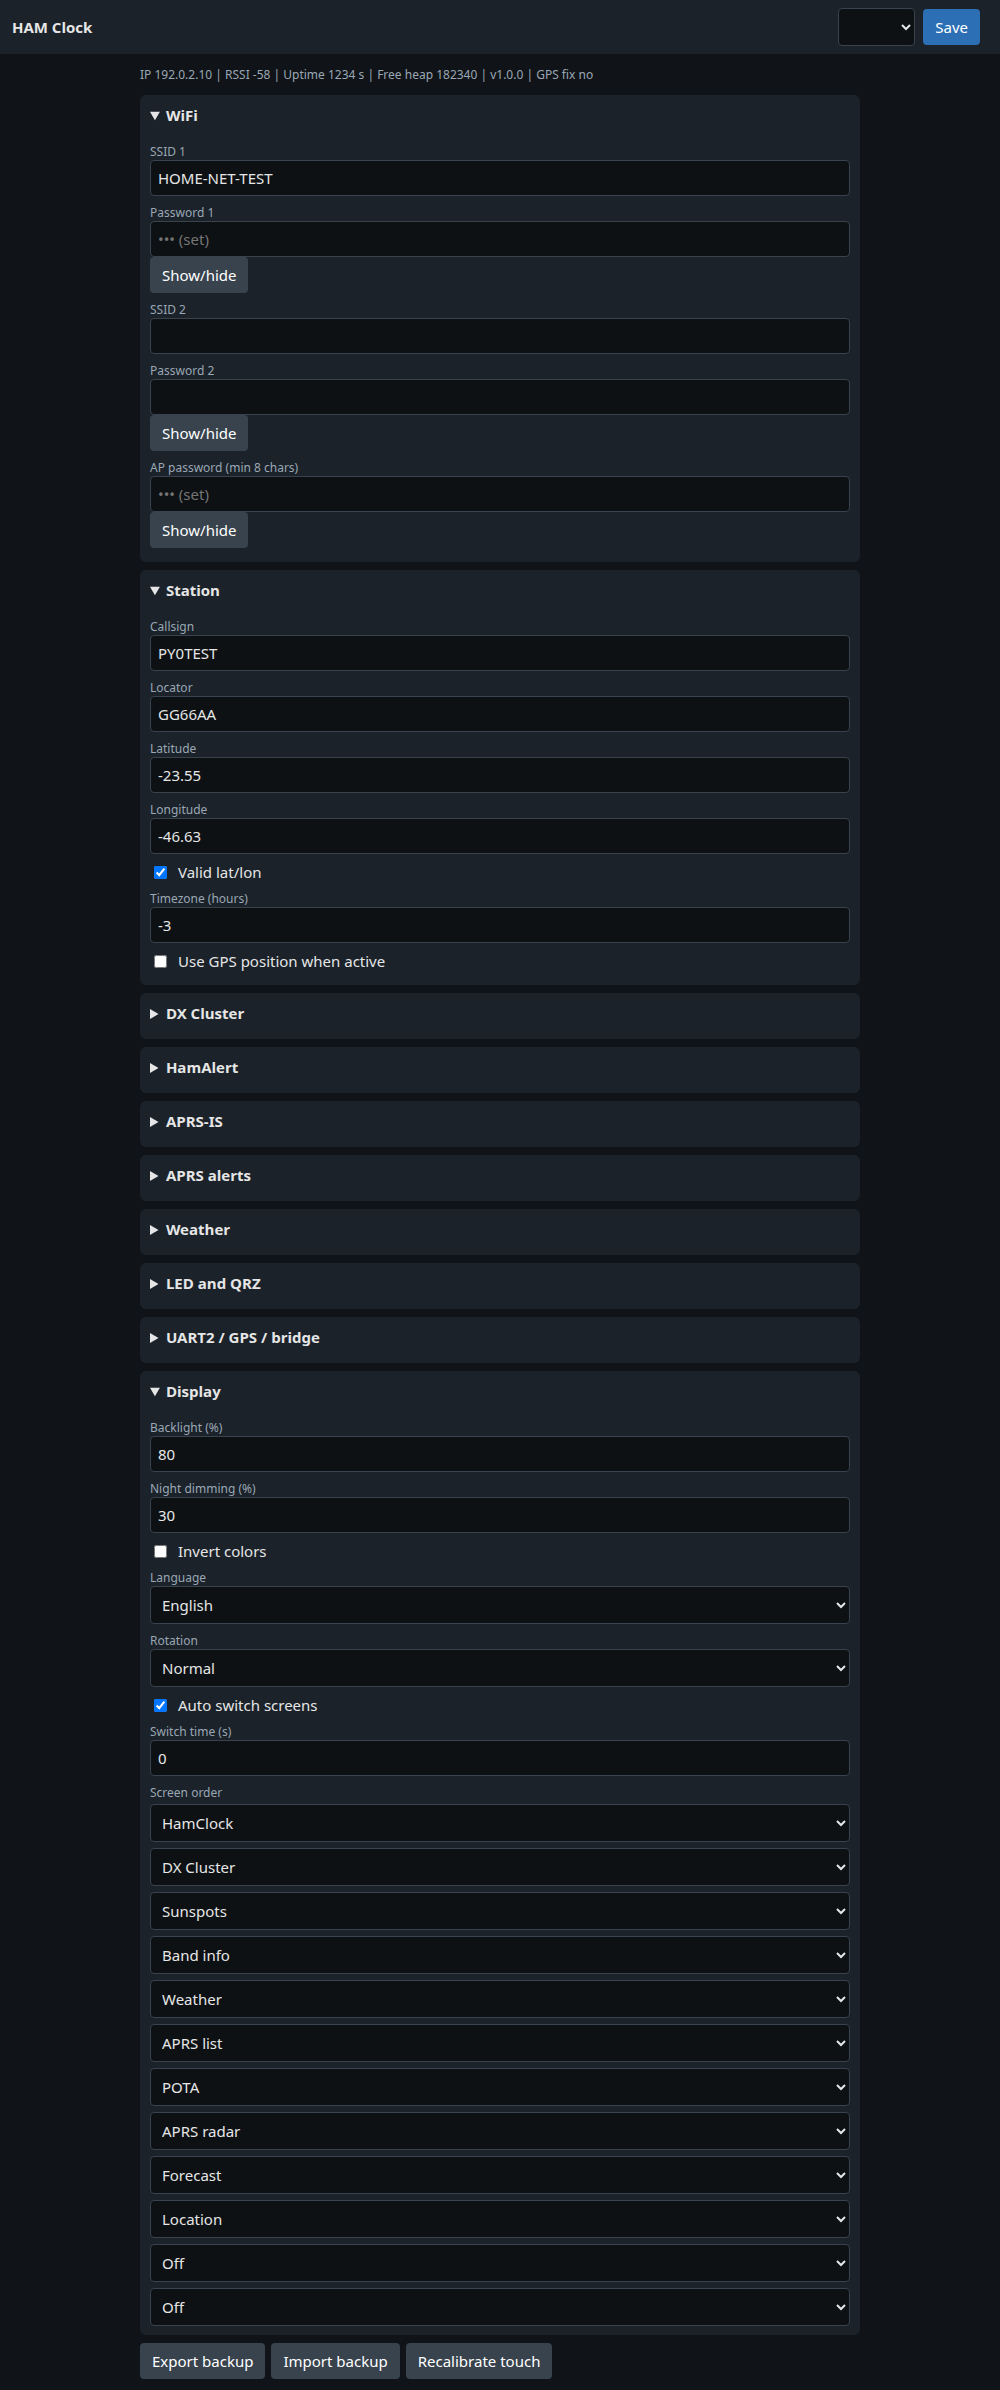 HAM Clock
Save
IP 192.0.2.10 | RSSI -58 | Uptime 1234 s | Free heap 182340 | v1.0.0 | GPS fix no
WiFi
SSID 1
HOME-NET-TEST
Password 1
••• (set)
Show/hide
SSID 2
Password 2
Show/hide
AP password (min 8 chars)
••• (set)
Show/hide
Station
Callsign
PY0TEST
Locator
GG66AA
Latitude
-23.55
Longitude
-46.63
Valid lat/lon
Timezone (hours)
-3
Use GPS position when active
DX Cluster
HamAlert
APRS-IS
APRS alerts
Weather
LED and QRZ
UART2 / GPS / bridge
Display
Backlight (%)
80
Night dimming (%)
30
Invert colors
Language
English
Rotation
Normal
Auto switch screens
Switch time (s)
0
Screen order
HamClock
DX Cluster
Sunspots
Band info
Weather
APRS list
POTA
APRS radar
Forecast
Location
Off
Off
Export backup Import backup Recalibrate touch